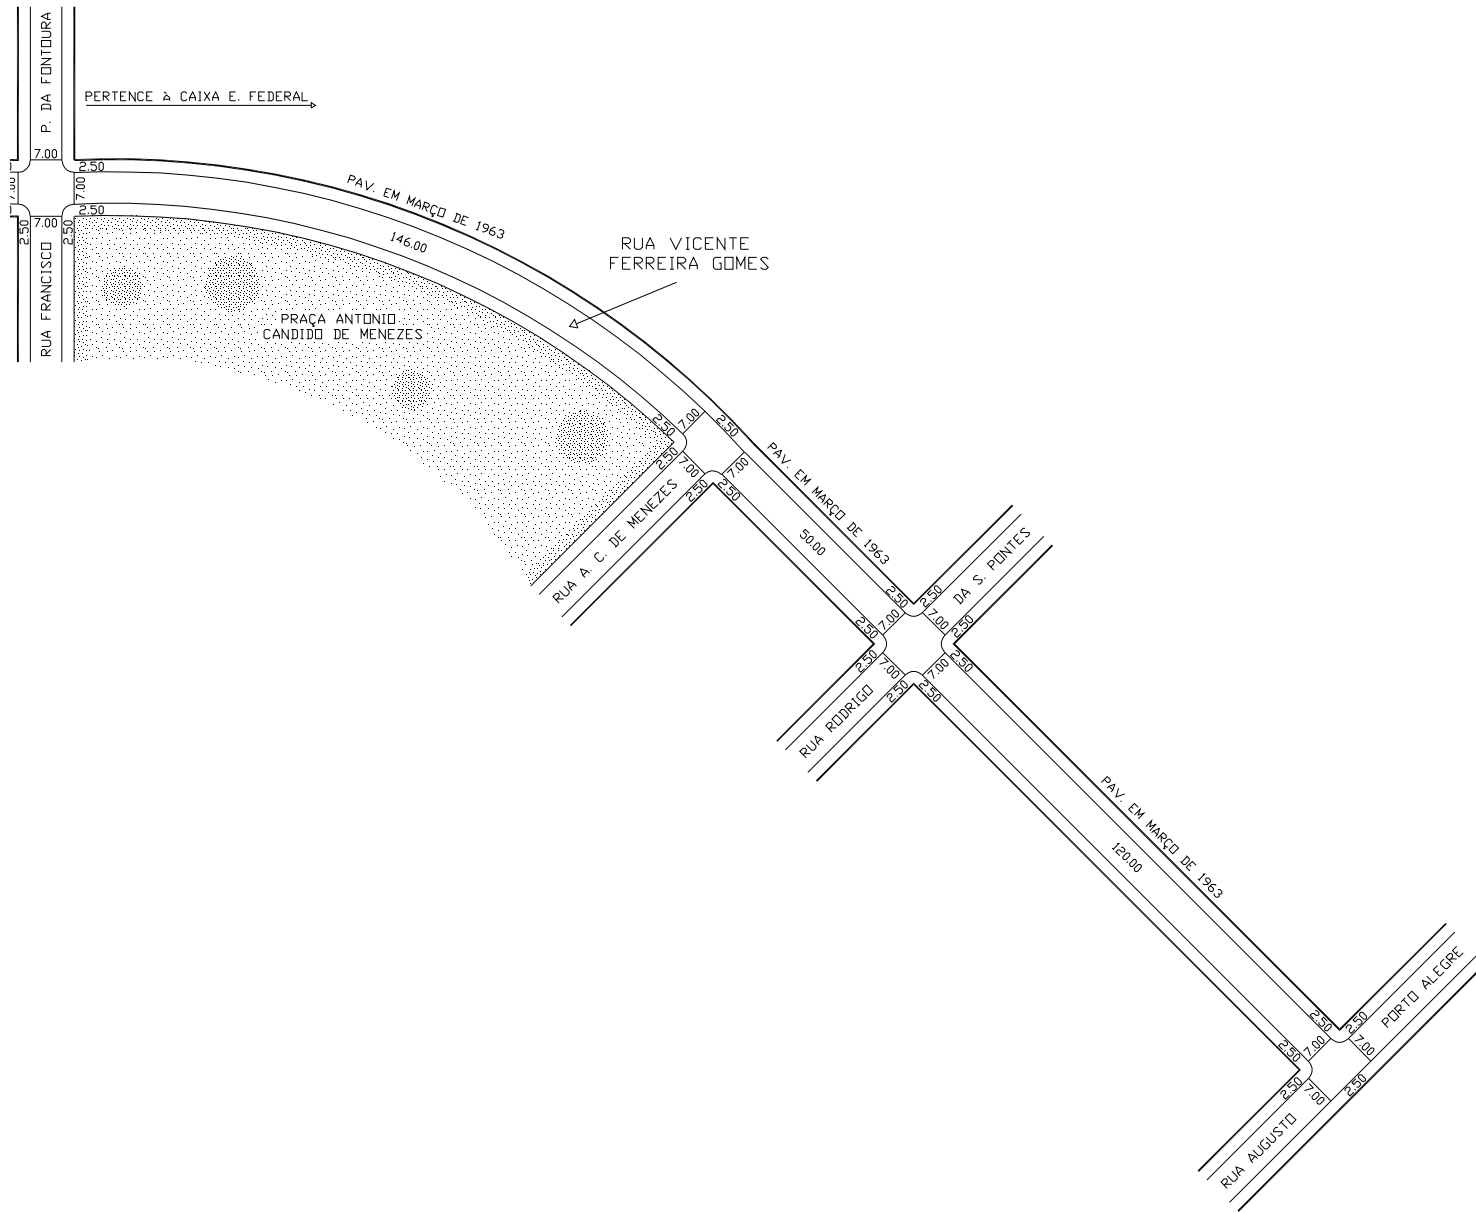 P. DA FONTOURA
PERTENCE à CAIXA E. FEDERAL
7.00
2.50
7.00
7.00
2.50
7.00
2.50
2.50
RUA FRANCISCO
PAV. EM MARÇO DE 1963
146.00
RUA VICENTE
FERREIRA GOMES
PRAÇA ANTONIO
CANDIDO DE MENEZES
2.50
7.00
2.50
2.50
7.00
7.00
2.50
2.50
RUA A. C. DE MENEZES
PAV. EM MARÇO DE 1963
50.00
2.50
2.50
7.00
7.00
DA S. PONTES
2.50
2.50
2.50
7.00
7.00
2.50
2.50
2.50
RUA RODRIGO
PAV. EM MARÇO DE 1963
120.00
2.50
2.50
7.00
7.00
PORTO ALEGRE
2.50
2.50
7.00
2.50
RUA AUGUSTO